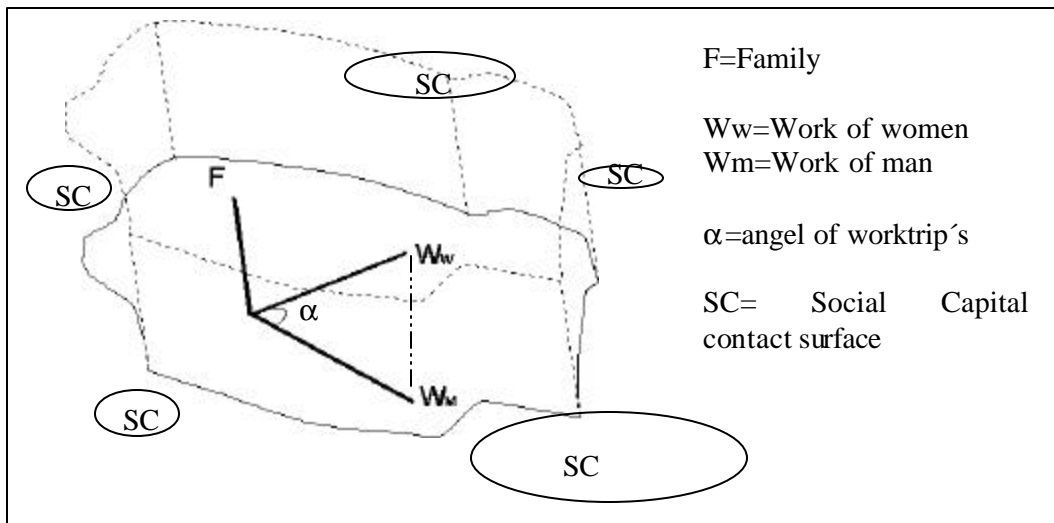 SC
F=Family
Ww=Work of women
Wm=Work of man
SC
SC
F
α=angel of worktrip´s
Ww
α
SC= Social Capital
contact surface
WM
SC
SC